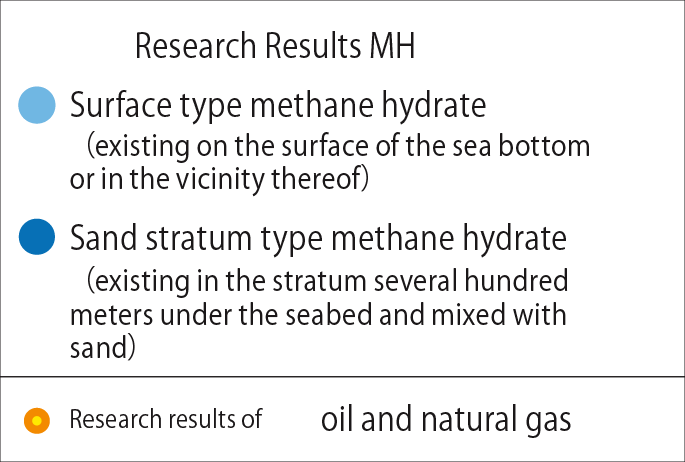 Research Results MH
Surface type methane hydrate
（existing on the surface of the sea bottom
or in the vicinity thereof）
Sand stratum type methane hydrate
（existing in the stratum several hundred
meters under the seabed and mixed with
sand）
Research results of oil and natural gas